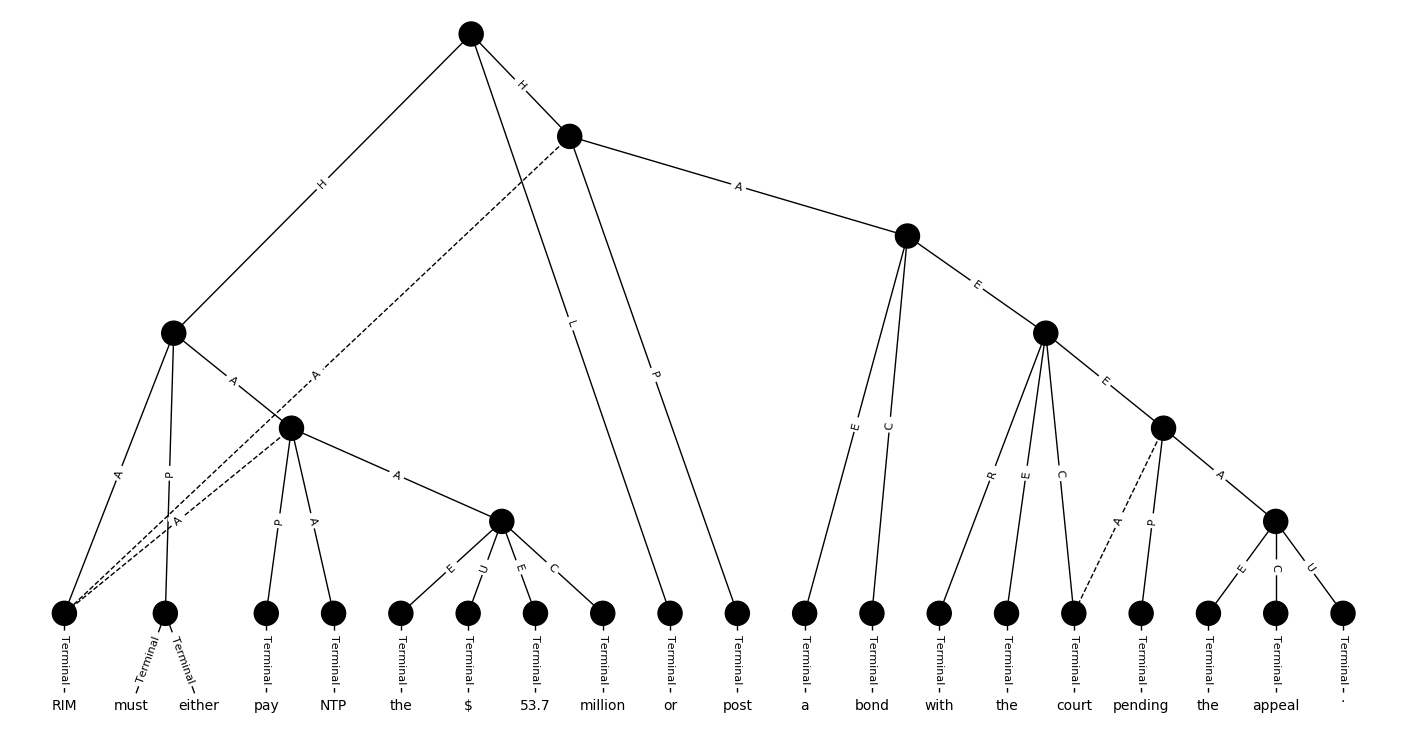 H
H
A
L
E
A
A
P
E
C
E
A
P
A
R
E
C
A
A
P
A
A
P
E
U
E
C
E
C
U
Terminal Terminal Terminal Terminal Terminal Terminal Terminal Terminal Terminal Terminal Terminal Terminal Terminal Terminal Terminal Terminal Terminal Terminal Terminal Terminal
RIM must either pay NTP the $ 53.7 million or post a bond with the court pending the appeal .